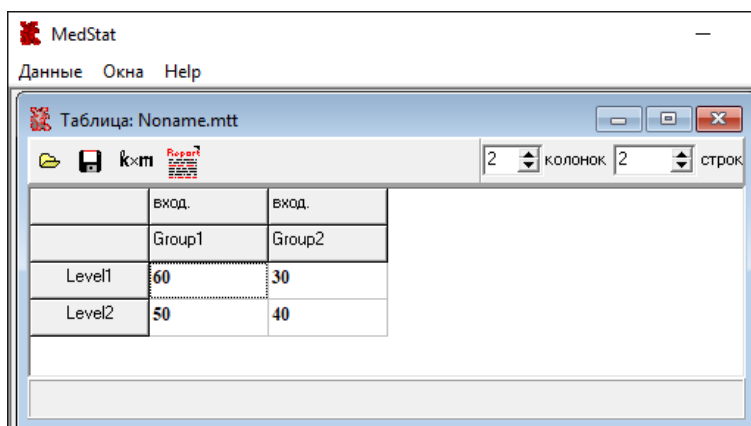 MedStat
Данные Окна Help
Таблица: Noname.mtt
k×m Report 2 колонок 2 строк
вход. вход.
Group1 Group2
Level1 60 30
Level2 50 40